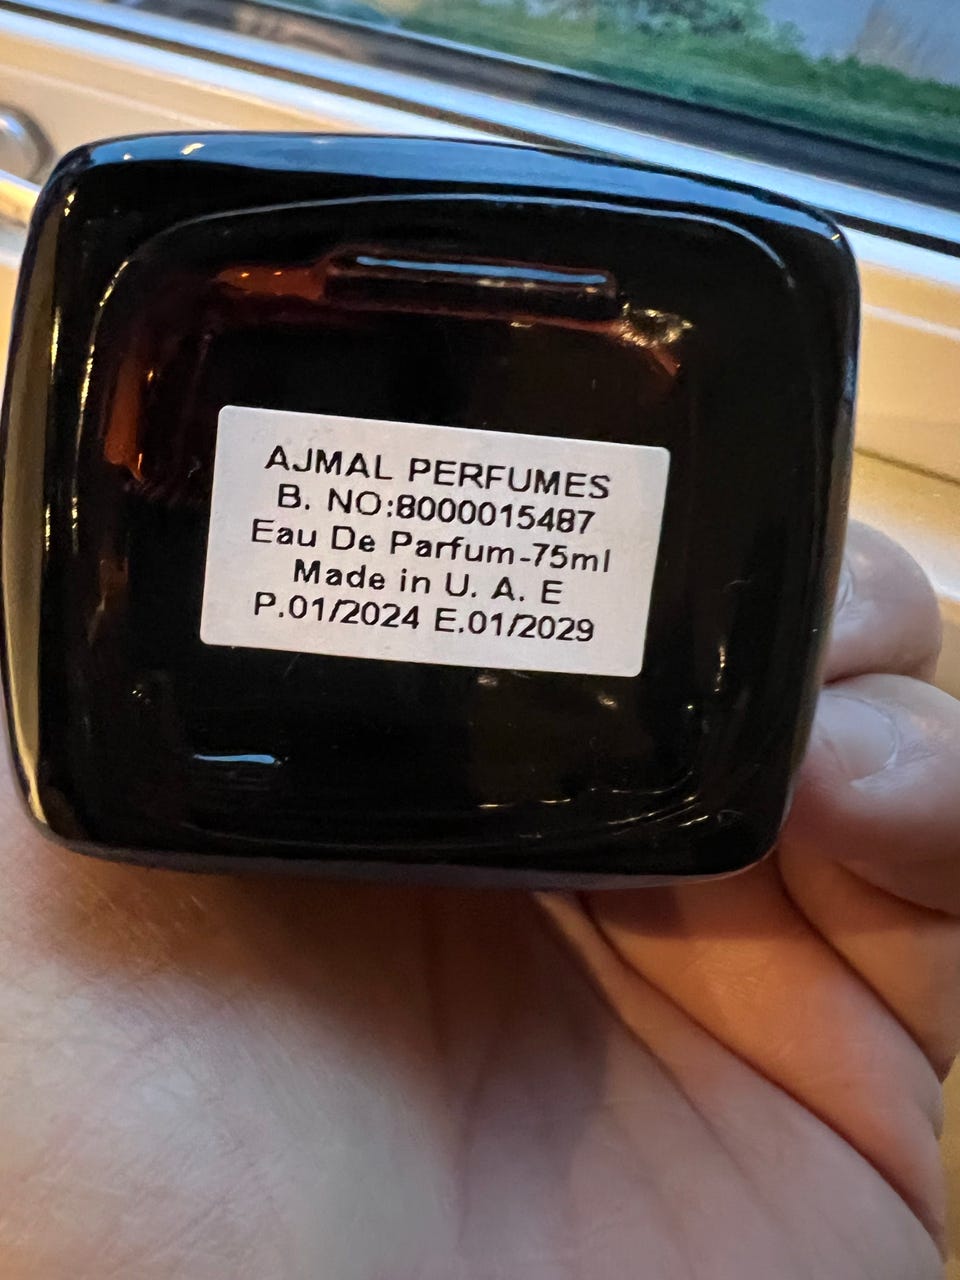 AJMAL PERFUMES
B. NO:8000015487
Eau De Parfum-75ml
Made in U. A. E
P.01/2024 E.01/2029